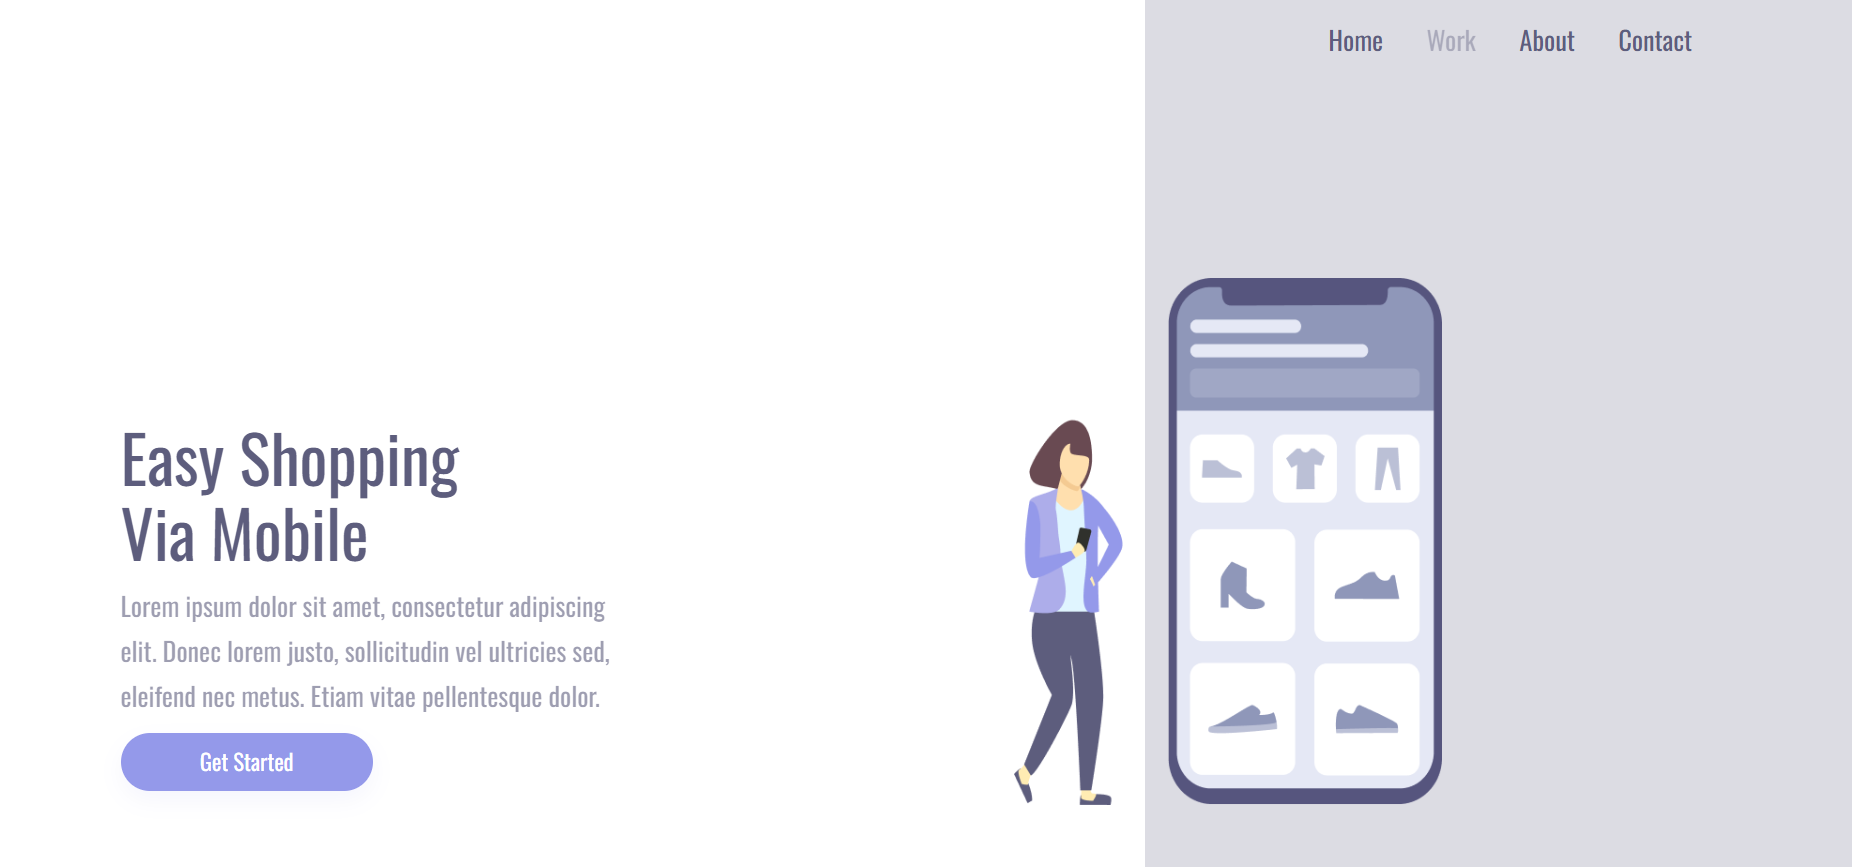 Home Work About Contact
Easy Shopping
Via Mobile
Lorem ipsum dolor sit amet, consectetur adipiscing
elit. Donec lorem justo, sollicitudin vel ultricies sed,
eleifend nec metus. Etiam vitae pellentesque dolor.
Get Started